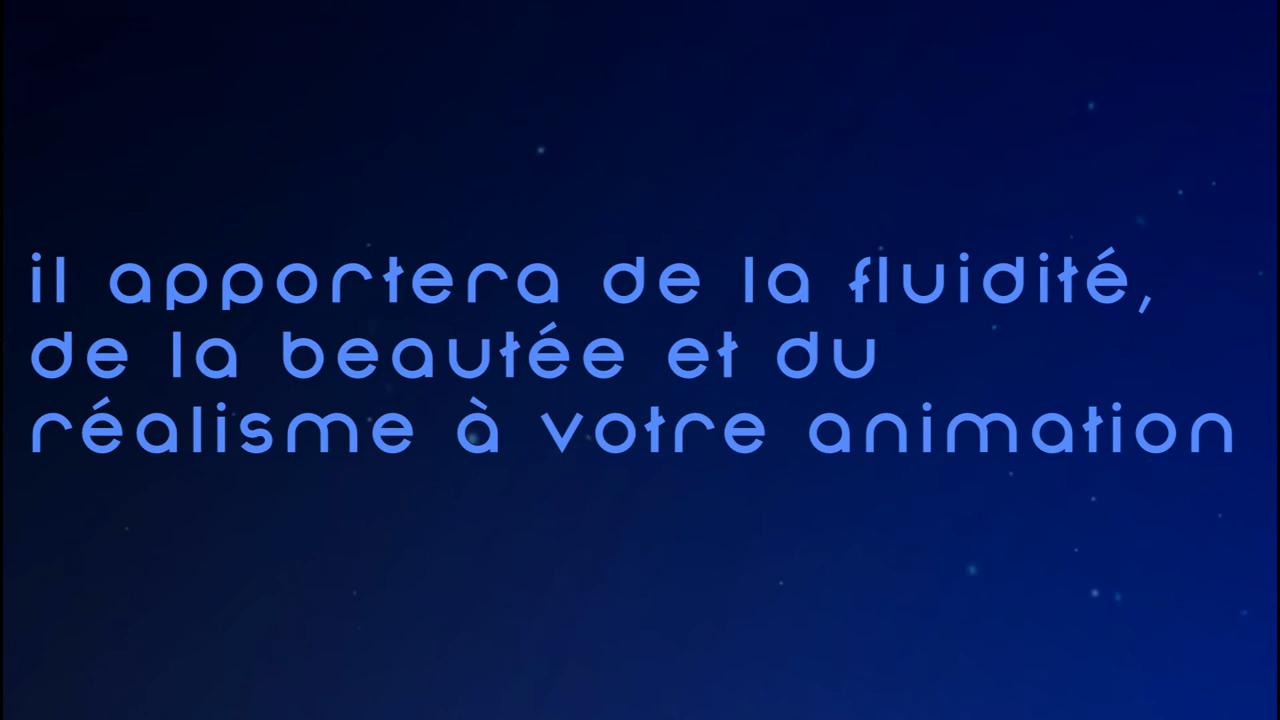 il apportera de la fluidité,
de la beautée et du
réalisme à votre animation